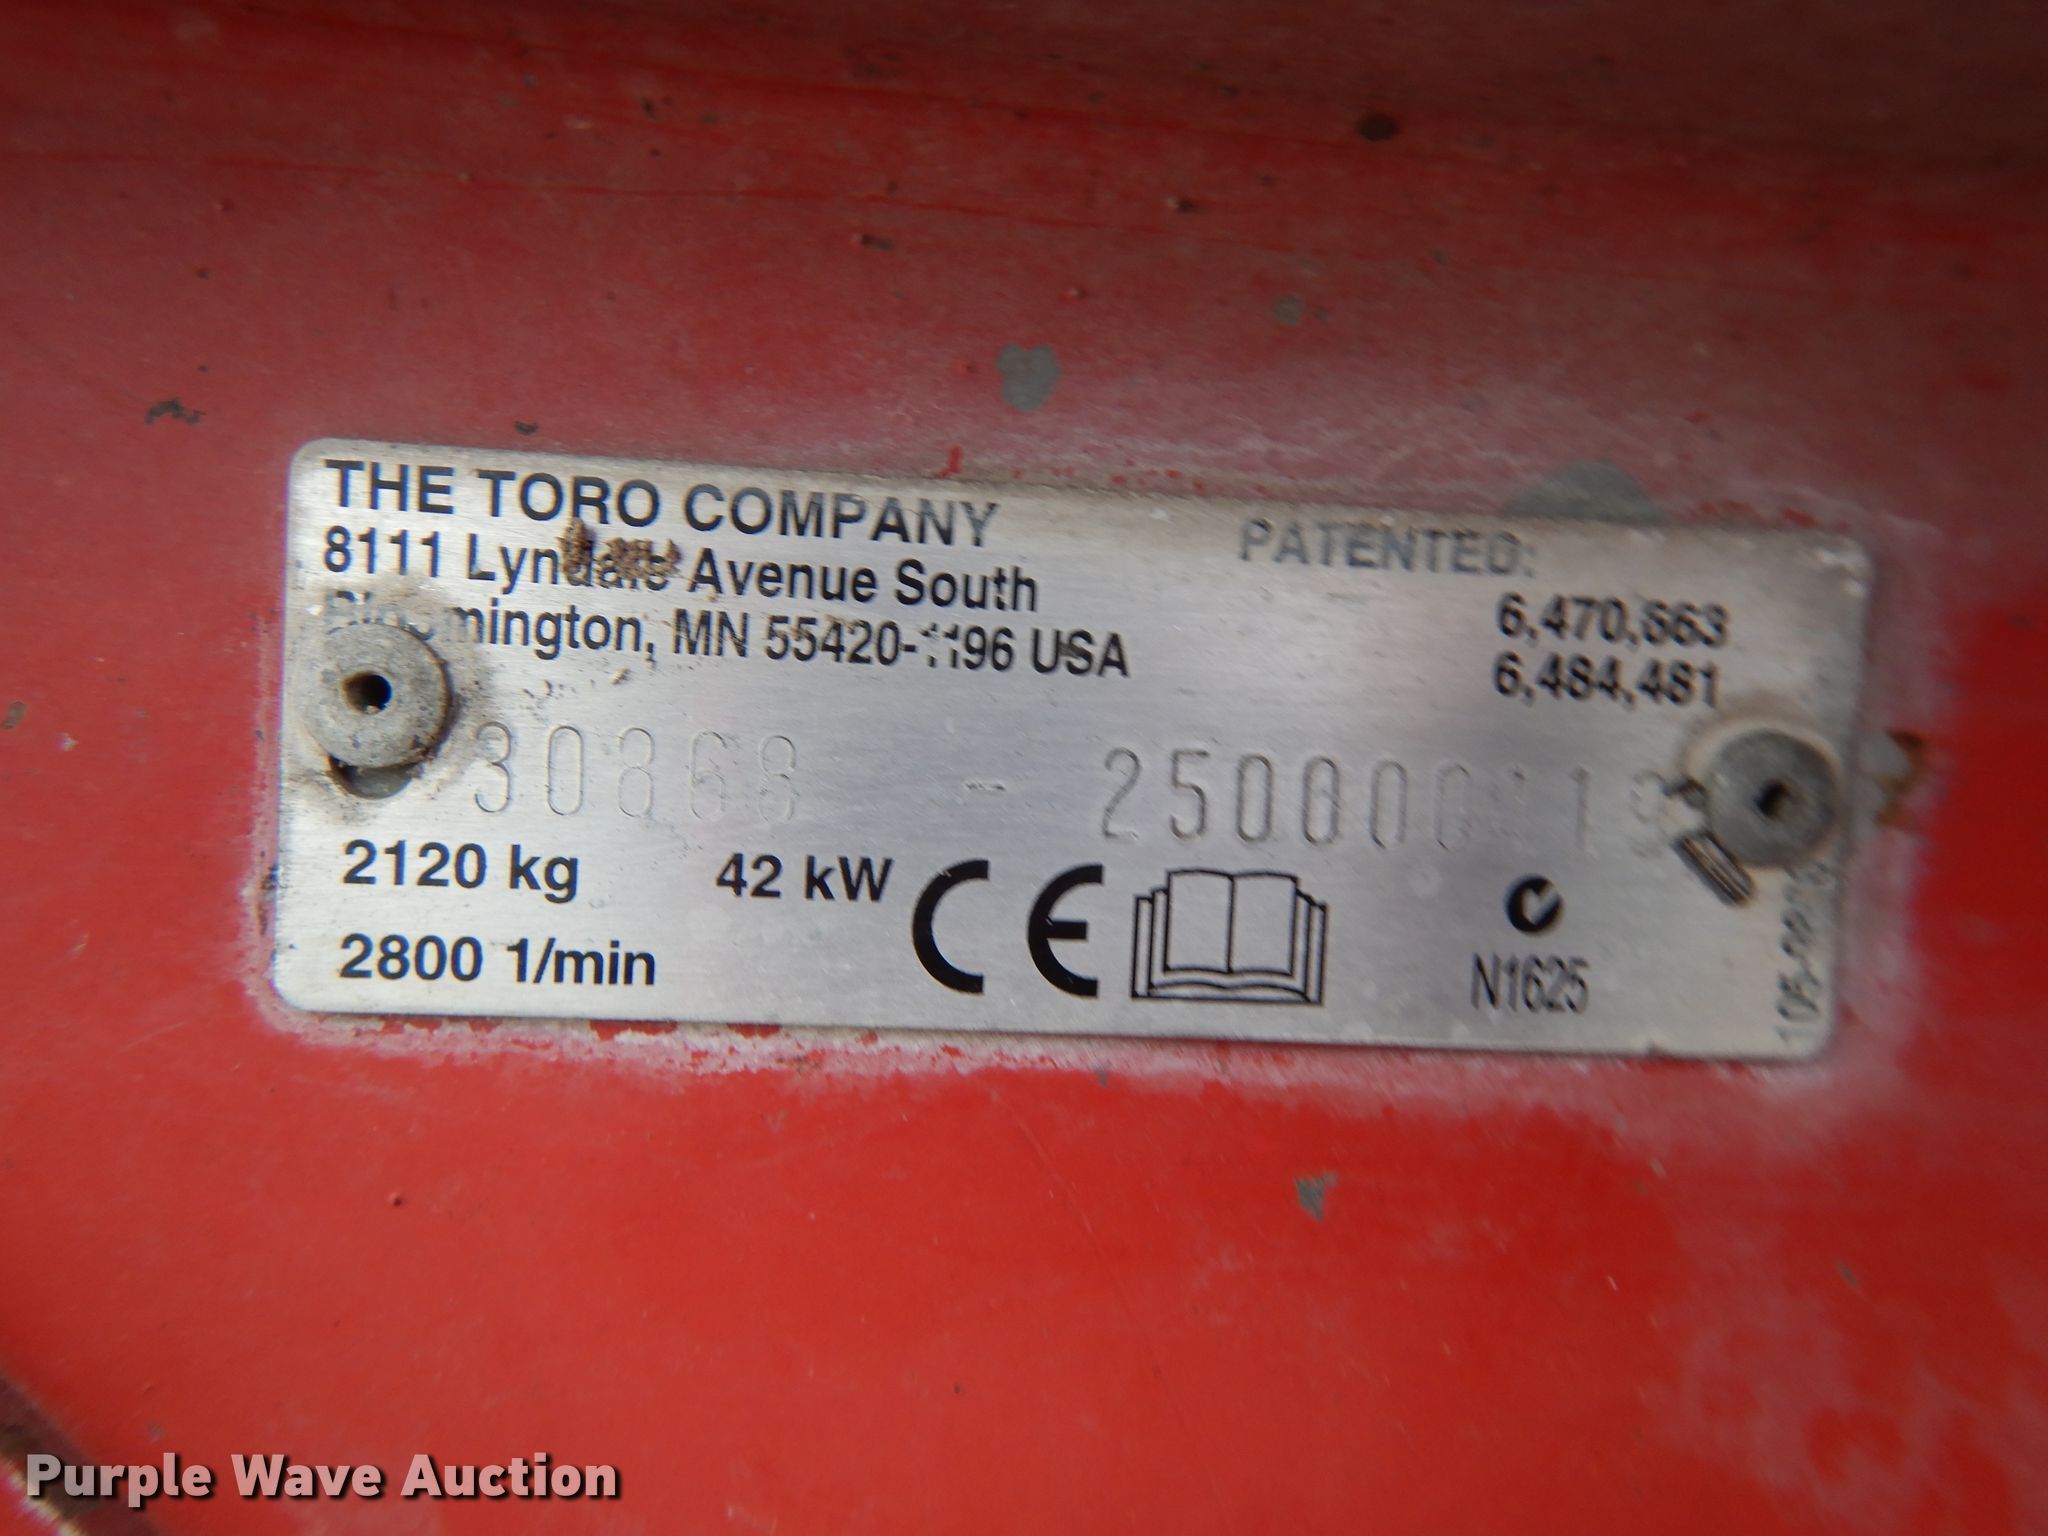 THE TORO COMPANY
8111 Lyndale Avenue South
Bloomington, MN 55420-1196 USA
PATENTED:
6,470,663
6,484,481
30868 -
2120 kg 42 kW CE
2800 1/min
N1625
Purple Wave Auction